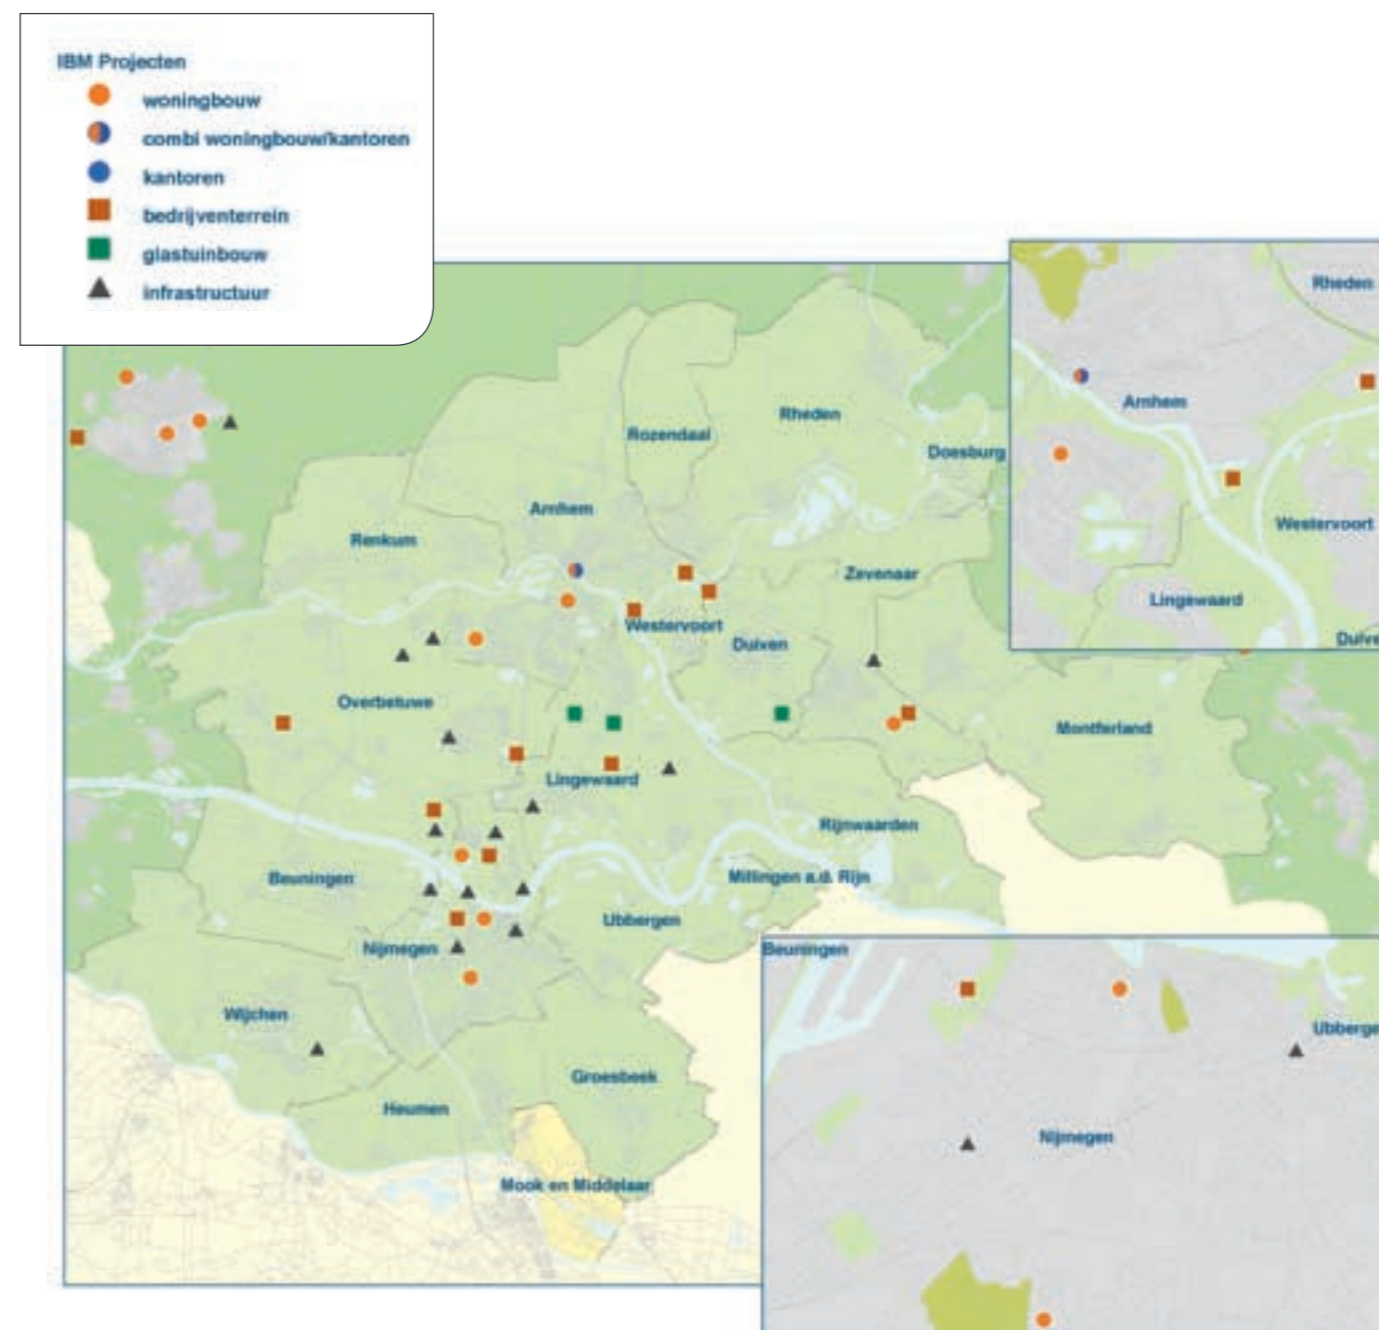 IBM Projecten
woningbouw
combi woningbouw/kantoren
kantoren
bedrijventerrein
glastuinbouw
infrastructuur
Rheden
Arnhem
Westervoort
Lingewaard
Duive
Rheden
Rozendaal
Doesburg
Arnhem
Renkum
Zevenaar
Westervoort
Duiven
Overbetuwe
Montferland
Lingewaard
Rijnwaarden
Beuningen
Millingen a.d. Rijn
Ubbergen
Nijmegen
Wijchen
Groesbeek
Heumen
Mook en Middelaar
Beuningen
Ubberge
Nijmegen